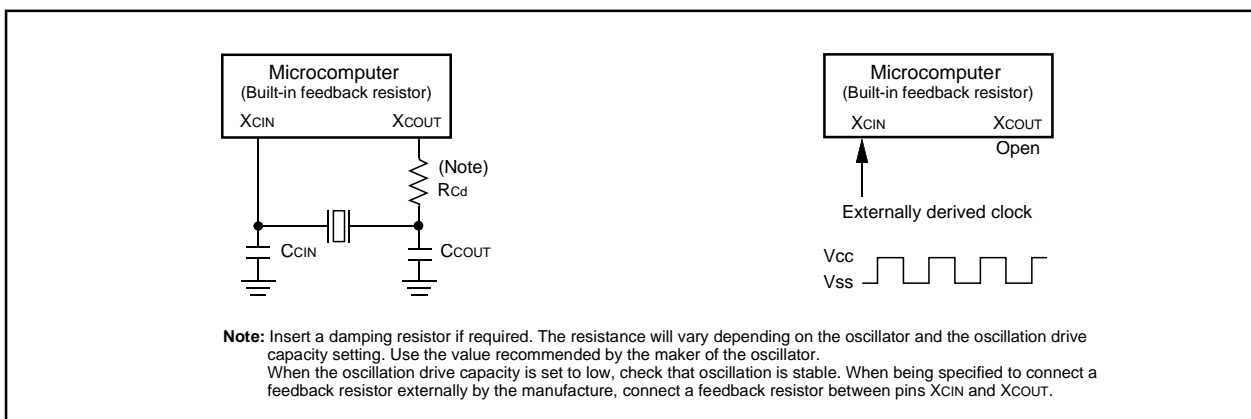 Microcomputer
(Built-in feedback resistor)
XCIN XCOUT
(Note)
RCd
CCIN CCOUT
Microcomputer
(Built-in feedback resistor)
XCIN XCOUT
Open
Externally derived clock
Vcc
Vss
Note: Insert a damping resistor if required. The resistance will vary depending on the oscillator and the oscillation drive
capacity setting. Use the value recommended by the maker of the oscillator.
When the oscillation drive capacity is set to low, check that oscillation is stable. When being specified to connect a
feedback resistor externally by the manufacture, connect a feedback resistor between pins XCIN and XCOUT.